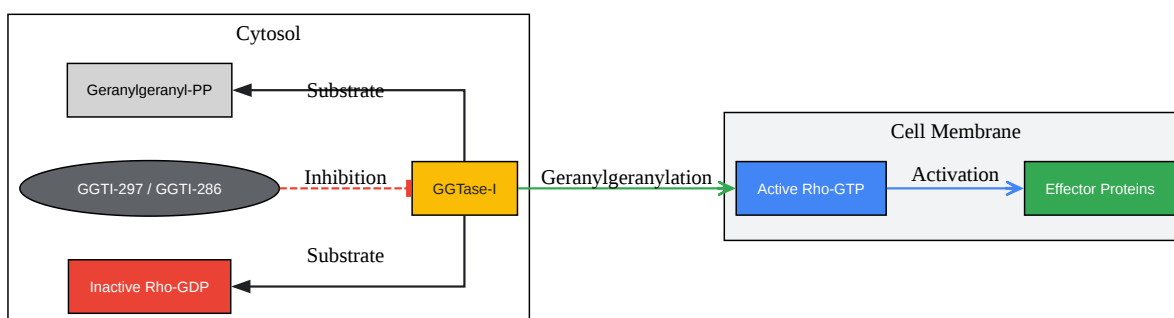 Cytosol
Geranylgeranyl-PP
Substrate
GGTI-297 / GGTI-286
Inhibition
GGTase-I
Geranylgeranylation
Cell Membrane
Active Rho-GTP
Activation
Effector Proteins
Substrate
Inactive Rho-GDP